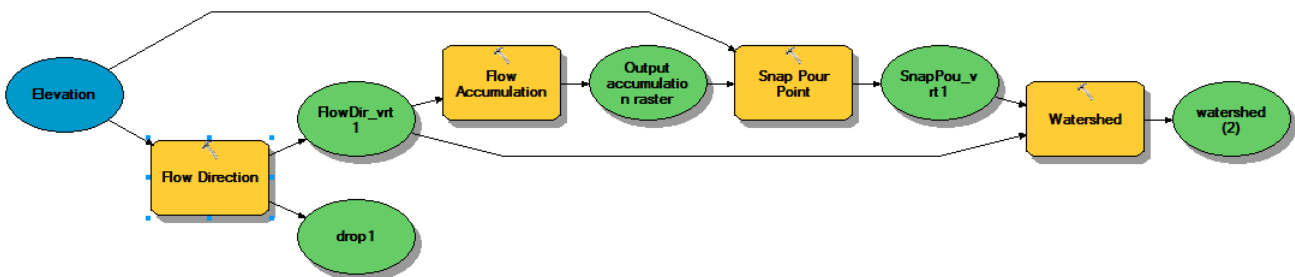 Elevation
Flow Direction
FlowDir_vrt
1
drop1
Flow
Accumulation
Output
accumulatio
n raster
Snap Pour
Point
SnapPou_v
rt1
Watershed
watershed
(2)